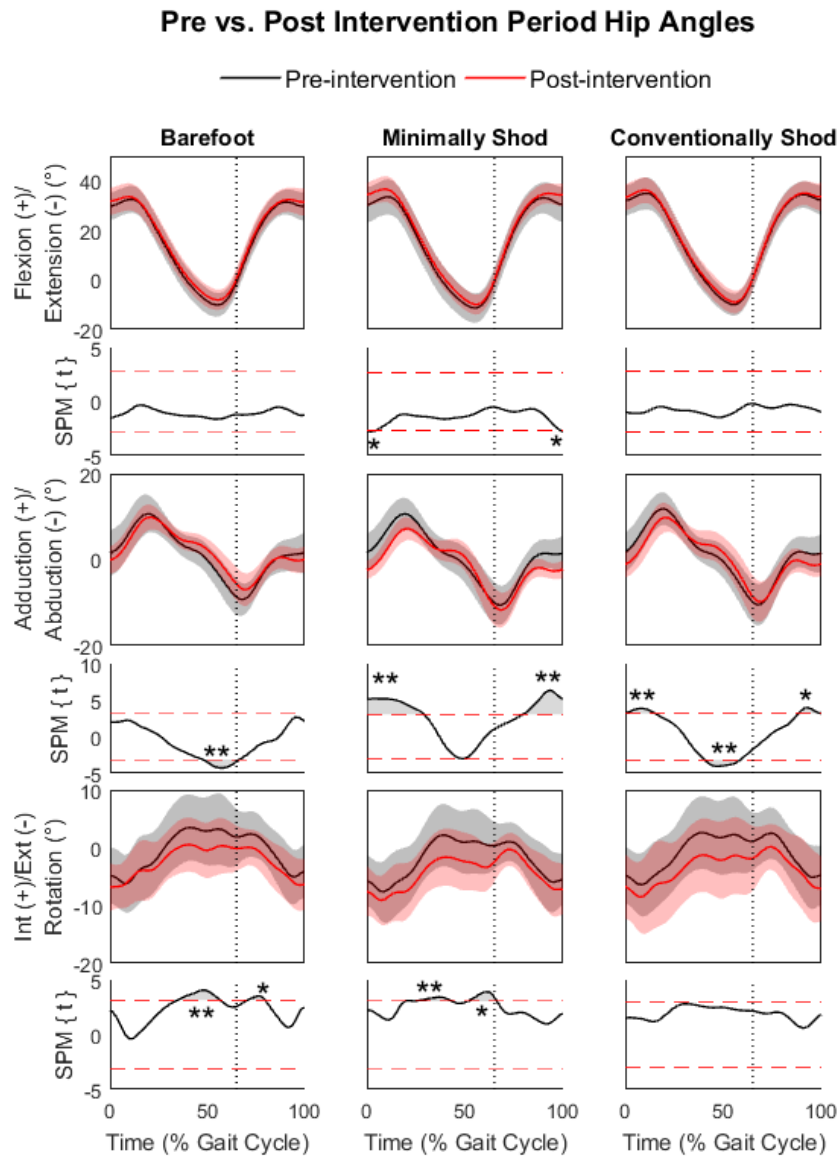 Pre vs. Post Intervention Period Hip Angles
Pre-intervention Post-intervention
Barefoot Minimally Shod Conventionally Shod
Flexion (+)/
Extension (-) (°)
40
20
0
-20
SPM { t }
5
0
-5
* *
Adduction (+)/
Abduction (-) (°)
20
0
-20
SPM { t }
10
5
0
-5
** ** ** ** * **
Int (+)/Ext (-)
Rotation (°)
10
0
-10
-20
SPM { t }
5
0
-5
** * ** *
0 50 100 0 50 100 0 50 100
Time (% Gait Cycle) Time (% Gait Cycle) Time (% Gait Cycle)